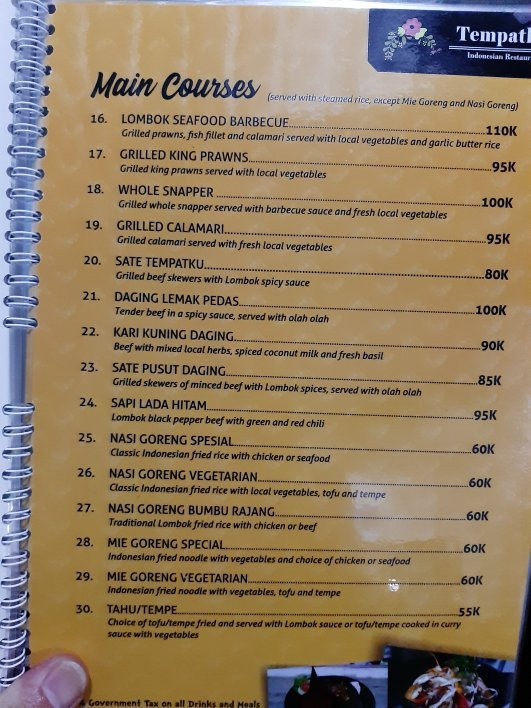 Indonesian
Main Courses (served with steamed rice, except Mie Goreng and Nasi Goreng)
16. LOMBOK SEAFOOD BARBECUE 110K
Grilled prawns, fish fillet and calamari served with local vegetables and garlic butter rice
17. GRILLED KING PRAWNS 95K
Grilled king prawns served with local vegetables
18. WHOLE SNAPPER 100K
Grilled whole snapper served with barbecue sauce and fresh local vegetables
19. GRILLED CALAMARI 95K
Grilled calamari served with fresh local vegetables
20. SATE TEMPATKU 80K
Grilled beef skewers with Lombok spicy sauce
21. DAGING LEMAK PEDAS 100K
Tender beef in a spicy sauce, served with olah olah
22. KARI KUNING DAGING 90K
Beef with mixed local herbs, spiced coconut milk and fresh basil
23. SATE PUSUT DAGING 85K
Grilled skewers of minced beef with Lombok spices, served with olah olah
24. SAPI LADA HITAM 95K
Lombok black pepper beef with green and red chili
25. NASI GORENG SPESIAL 60K
Classic Indonesian fried rice with chicken or seafood
26. NASI GORENG VEGETARIAN 60K
Classic Indonesian fried rice with local vegetables, tofu and tempe
27. NASI GORENG BUMBU RAJANG 60K
Traditional Lombok fried rice with chicken or beef
28. MIE GORENG SPECIAL 60K
Indonesian fried noodle with vegetables and choice of chicken or seafood
29. MIE GORENG VEGETARIAN 60K
Indonesian fried noodle with vegetables, tofu and tempe
30. TAHU/TEMPE 55K
Choice of tofu/tempe fried and served with Lombok sauce or tofu/tempe cooked in curry
sauce with vegetables
Government Tax on all Drinks and Meals